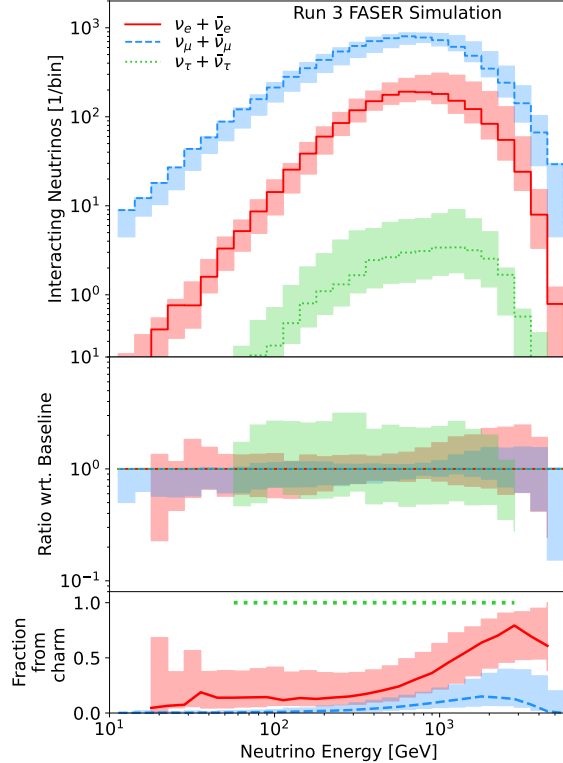 Run 3 FASER Simulation
νe + ν̄e
νμ + ν̄μ
ντ + ν̄τ
Interacting Neutrinos [1/bin]
10³
10²
10¹
10⁰
10¹
Ratio wrt. Baseline
10⁰
10⁻¹
Fraction
from
charm
1.0
0.5
0.0
10¹
10²
10³
Neutrino Energy [GeV]